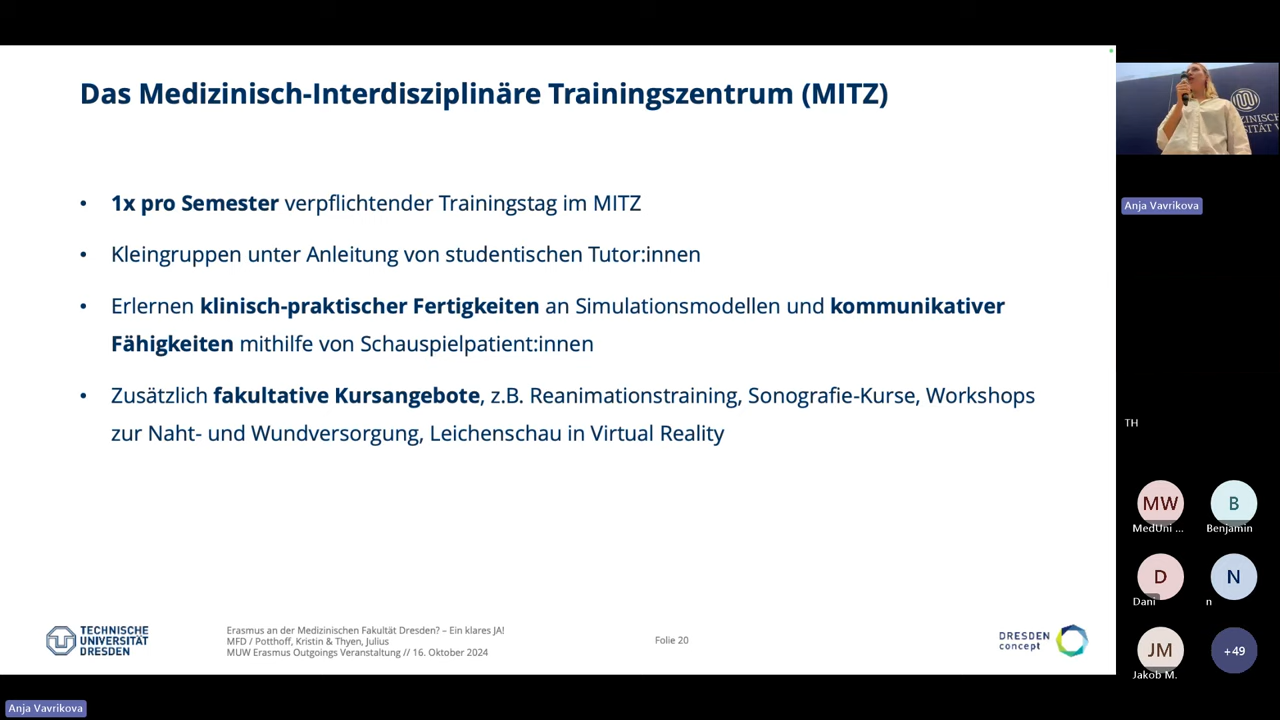 Das Medizinisch-Interdisziplinäre Trainingszentrum (MITZ)
• 1x pro Semester verpflichtender Trainingstag im MITZ
• Kleingruppen unter Anleitung von studentischen Tutor:innen
• Erlernen klinisch-praktischer Fertigkeiten an Simulationsmodellen und kommunikativer
Fähigkeiten mithilfe von Schauspielpatient:innen
• Zusätzlich fakultative Kursangebote, z.B. Reanimationstraining, Sonografie-Kurse, Workshops
zur Naht- und Wundversorgung, Leichenschau in Virtual Reality
TECHNISCHE
UNIVERSITÄT
DRESDEN
Erasmus an der Medizinischen Fakultät Dresden? – Ein klares JA!
MFD / Potthoff, Kristin & Thyen, Julius
MUW Erasmus Outgoings Veranstaltung // 16. Oktober 2024
Folie 20
DRESDEN
concept
Anja Vavrikova
Anja Vavrikova
TH
MW
MedUni ...
B
Benjamin
D
Dani
N
n
JM
Jakob M.
+49